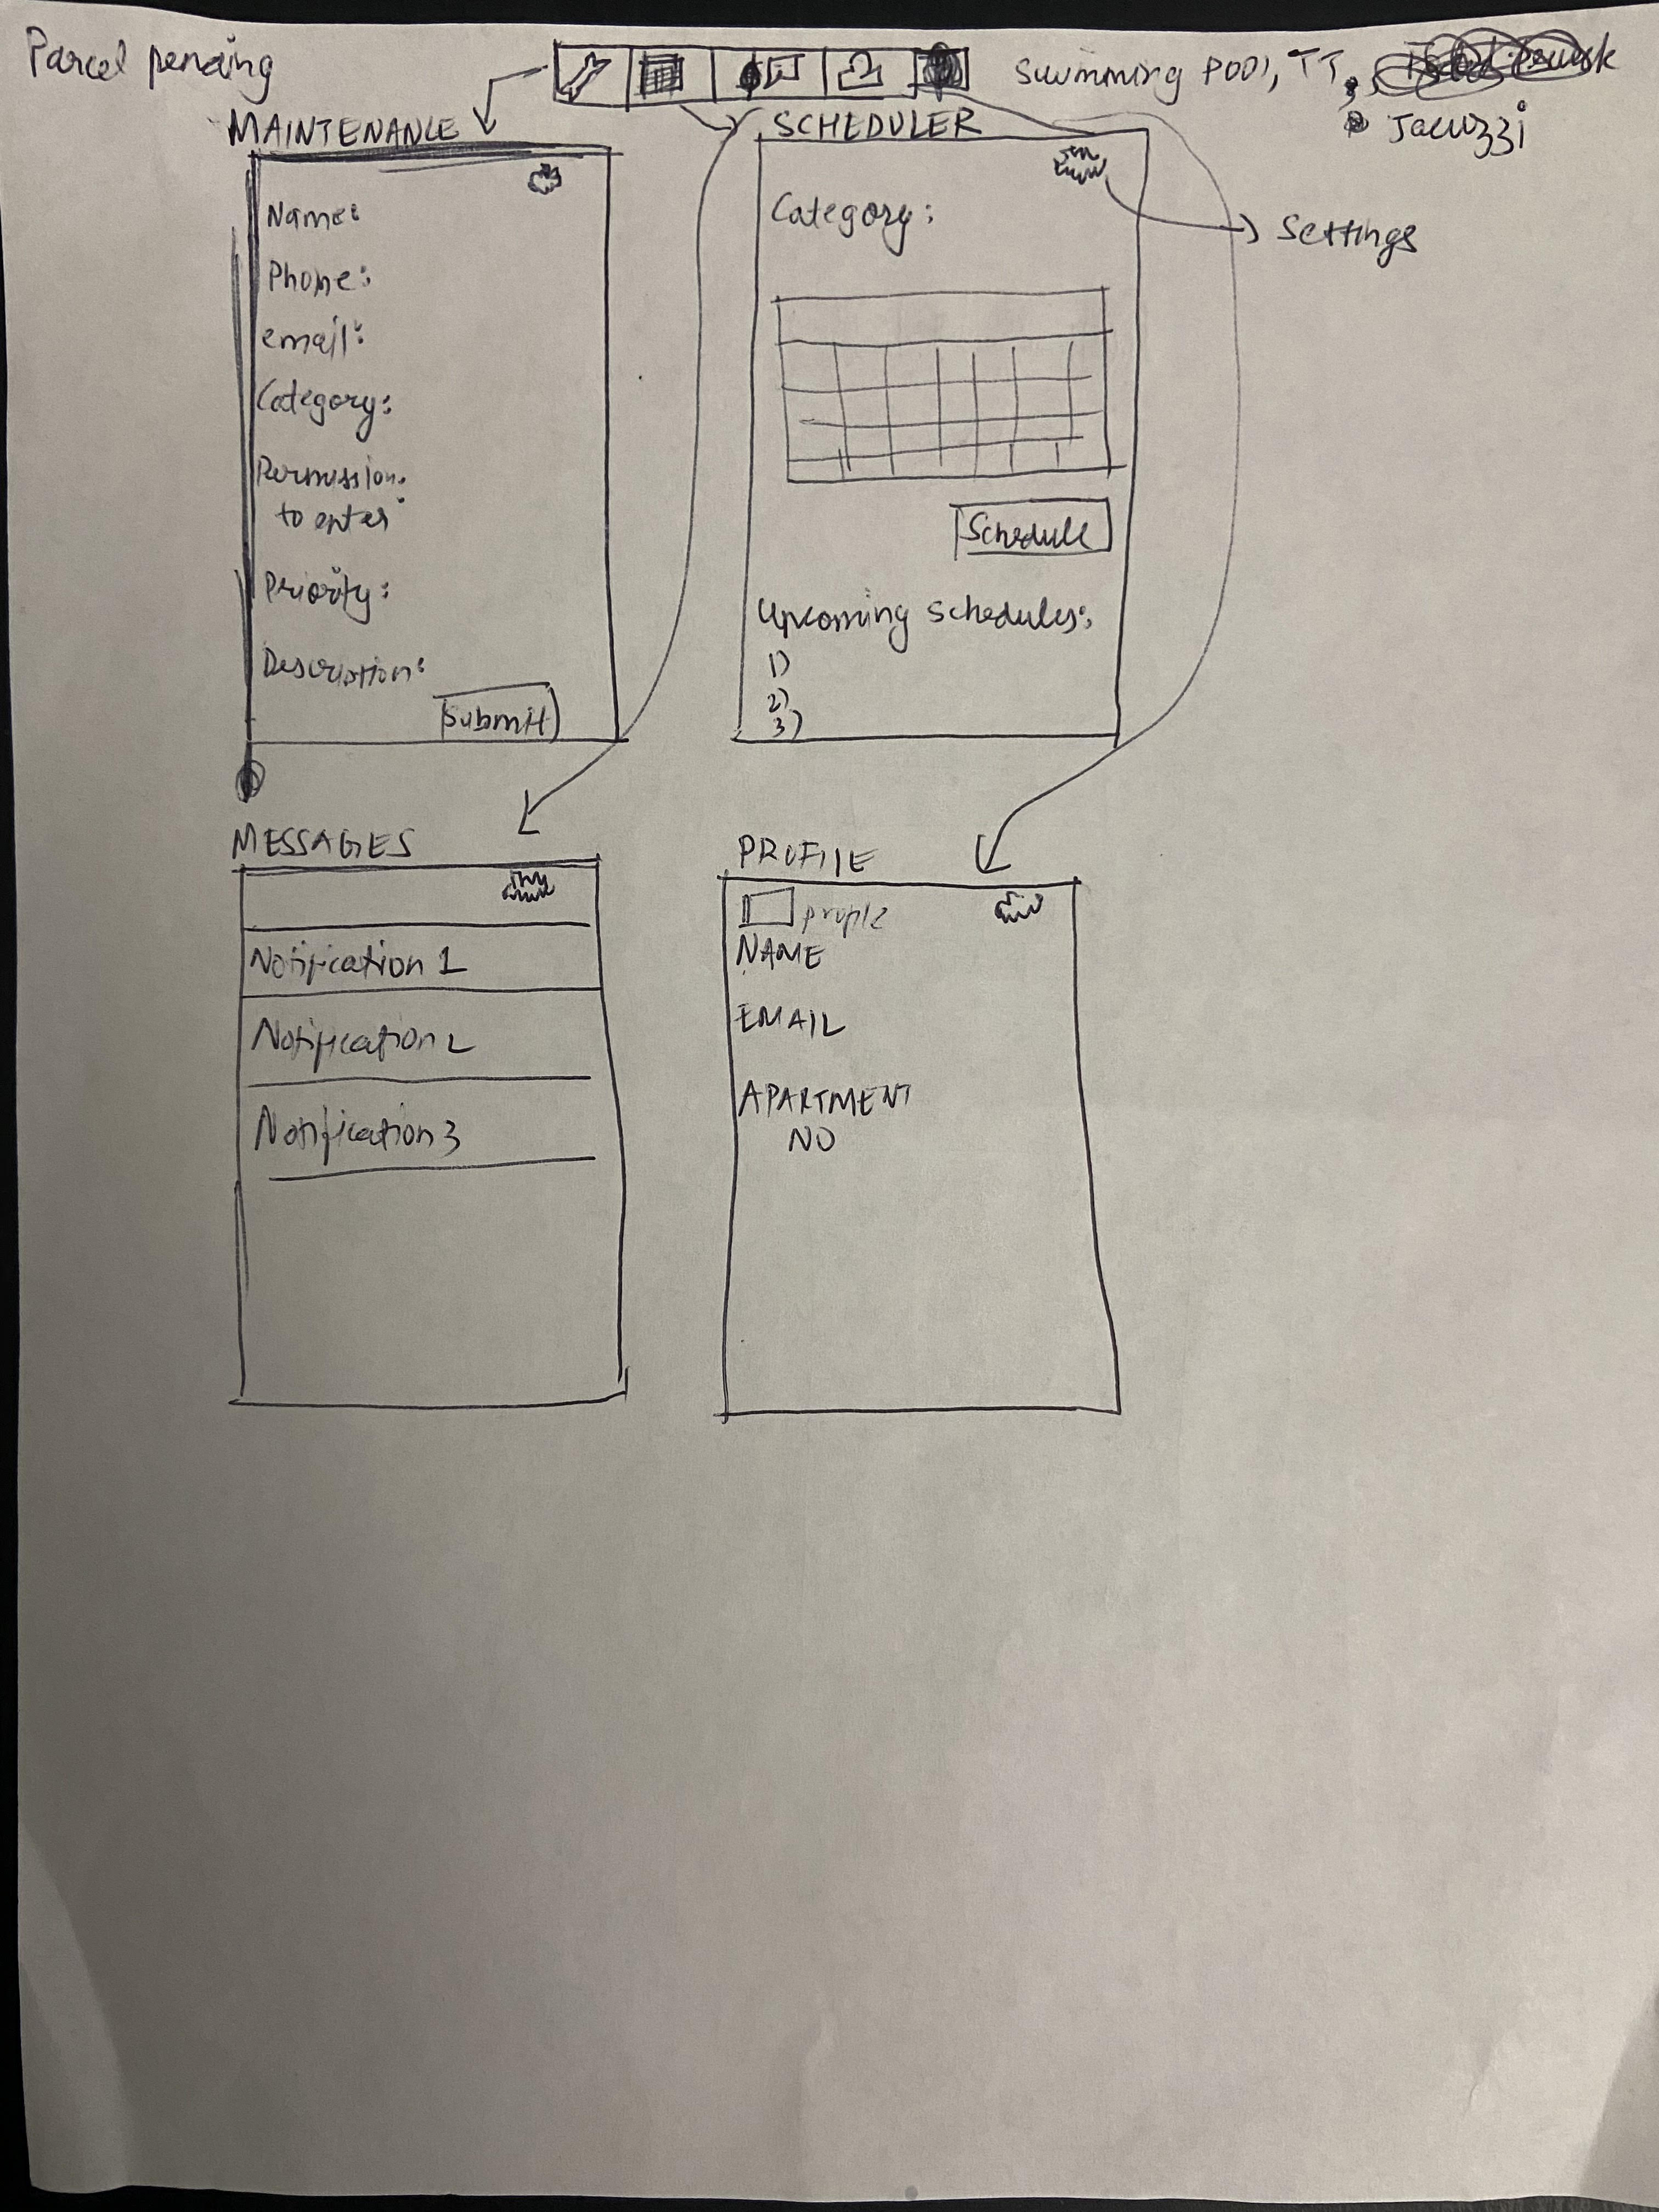 Parcel pending
Swimming pool, TT,
Jacuzzi
MAINTENANCE
Name:
Phone:
email:
Category:
Permission
to enter:
Priority:
Description:
Submit
SCHEDULER
Category:
Settings
Schedule
Upcoming schedules:
1)
2)
3)
MESSAGES
Notification 1
Notification 2
Notification 3
PROFILE
NAME
EMAIL
APARTMENT
NO